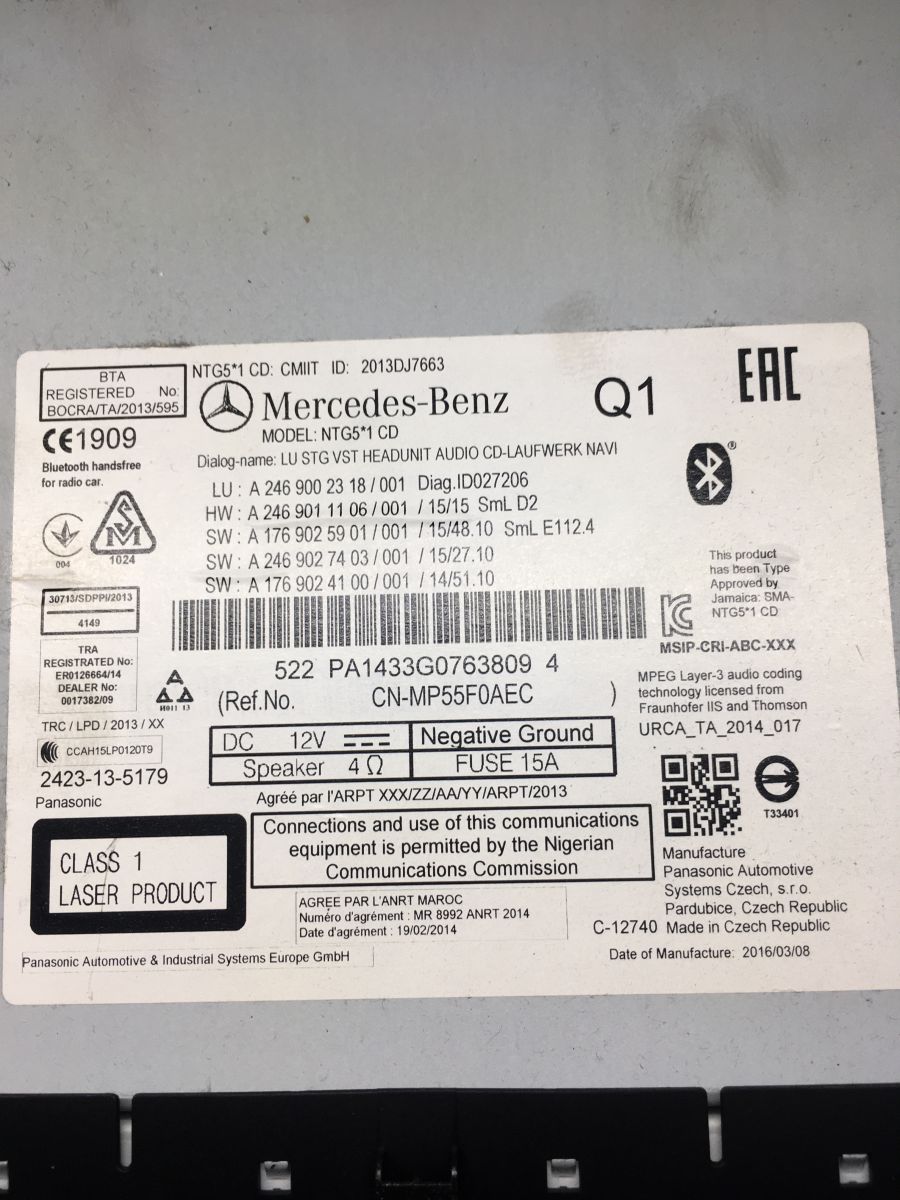 BTA
REGISTERED No:
BOCRA/TA/2013/595
NTG5*1 CD: CMIIT ID: 2013DJ7663
Mercedes-Benz
Q1
EAC
MODEL: NTG5*1 CD
CE1909
Bluetooth handsfree
for radio car.
Dialog-name: LU STG VST HEADUNIT AUDIO CD-LAUFWERK NAVI
LU : A 246 900 23 18 / 001 Diag.ID027206
HW : A 246 901 11 06 / 001 / 15/15 SmL D2
SW : A 176 902 59 01 / 001 / 15/48.10 SmL E112.4
SW : A 246 902 74 03 / 001 / 15/27.10
SW : A 176 902 41 00 / 001 / 14/51.10
®
004
SM
1024
This product
has been Type
Approved by
Jamaica: SMA-
NTG5*1 CD
30713/SDPPI/2013
4149
MSIP-CRI-ABC-XXX
TRA
REGISTRATED No:
ER0126664/14
DEALER No:
0017382/09
H011 13
522 PA1433G0763809 4
(Ref.No. CN-MP55F0AEC )
MPEG Layer-3 audio coding
technology licensed from
Fraunhofer IIS and Thomson
URCA_TA_2014_017
TRC / LPD / 2013 / XX
CCAH15LP0120T9
2423-13-5179
Panasonic
DC 12V Negative Ground
Speaker 4 Ω FUSE 15A
Agréé par l'ARPT XXX/ZZ/AA/YY/ARPT/2013
T33401
CLASS 1
LASER PRODUCT
Connections and use of this communications
equipment is permitted by the Nigerian
Communications Commission
Manufacture
Panasonic Automotive
Systems Czech, s.r.o.
Pardubice, Czech Republic
C-12740 Made in Czech Republic
AGREE PAR L'ANRT MAROC
Numéro d'agrément : MR 8992 ANRT 2014
Date d'agrément : 19/02/2014
Panasonic Automotive & Industrial Systems Europe GmbH
Date of Manufacture: 2016/03/08